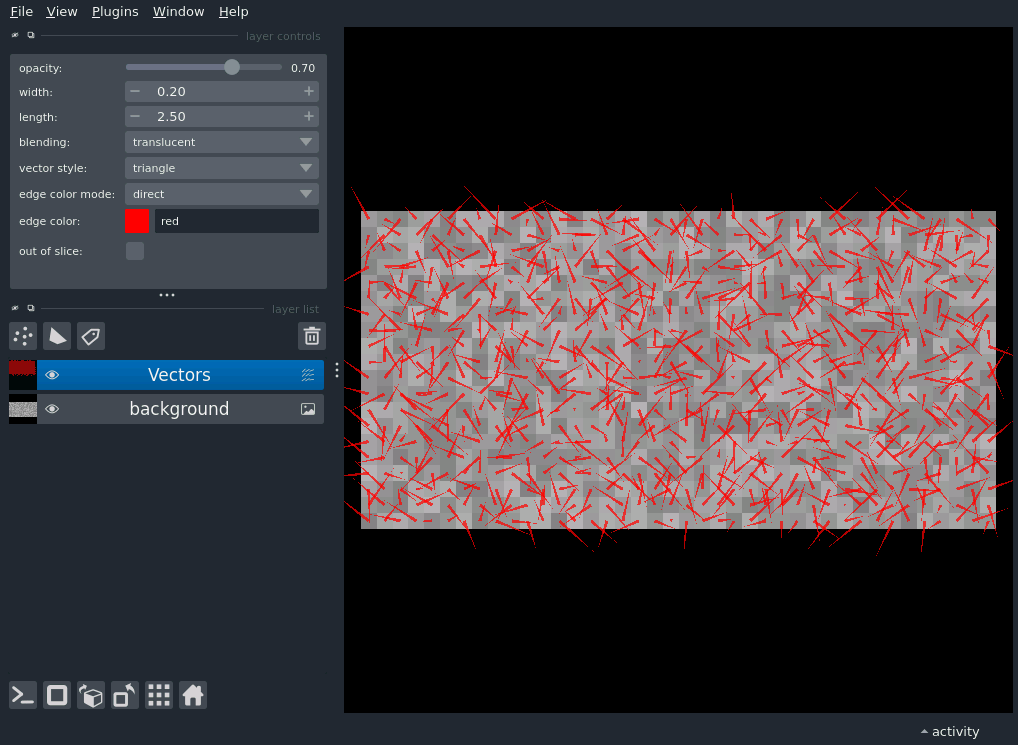 File View Plugins Window Help
layer controls
opacity: 0.70
width: − 0.20 +
length: − 2.50 +
blending: translucent
vector style: triangle
edge color mode: direct
edge color: red
out of slice:
layer list
Vectors
background
activity